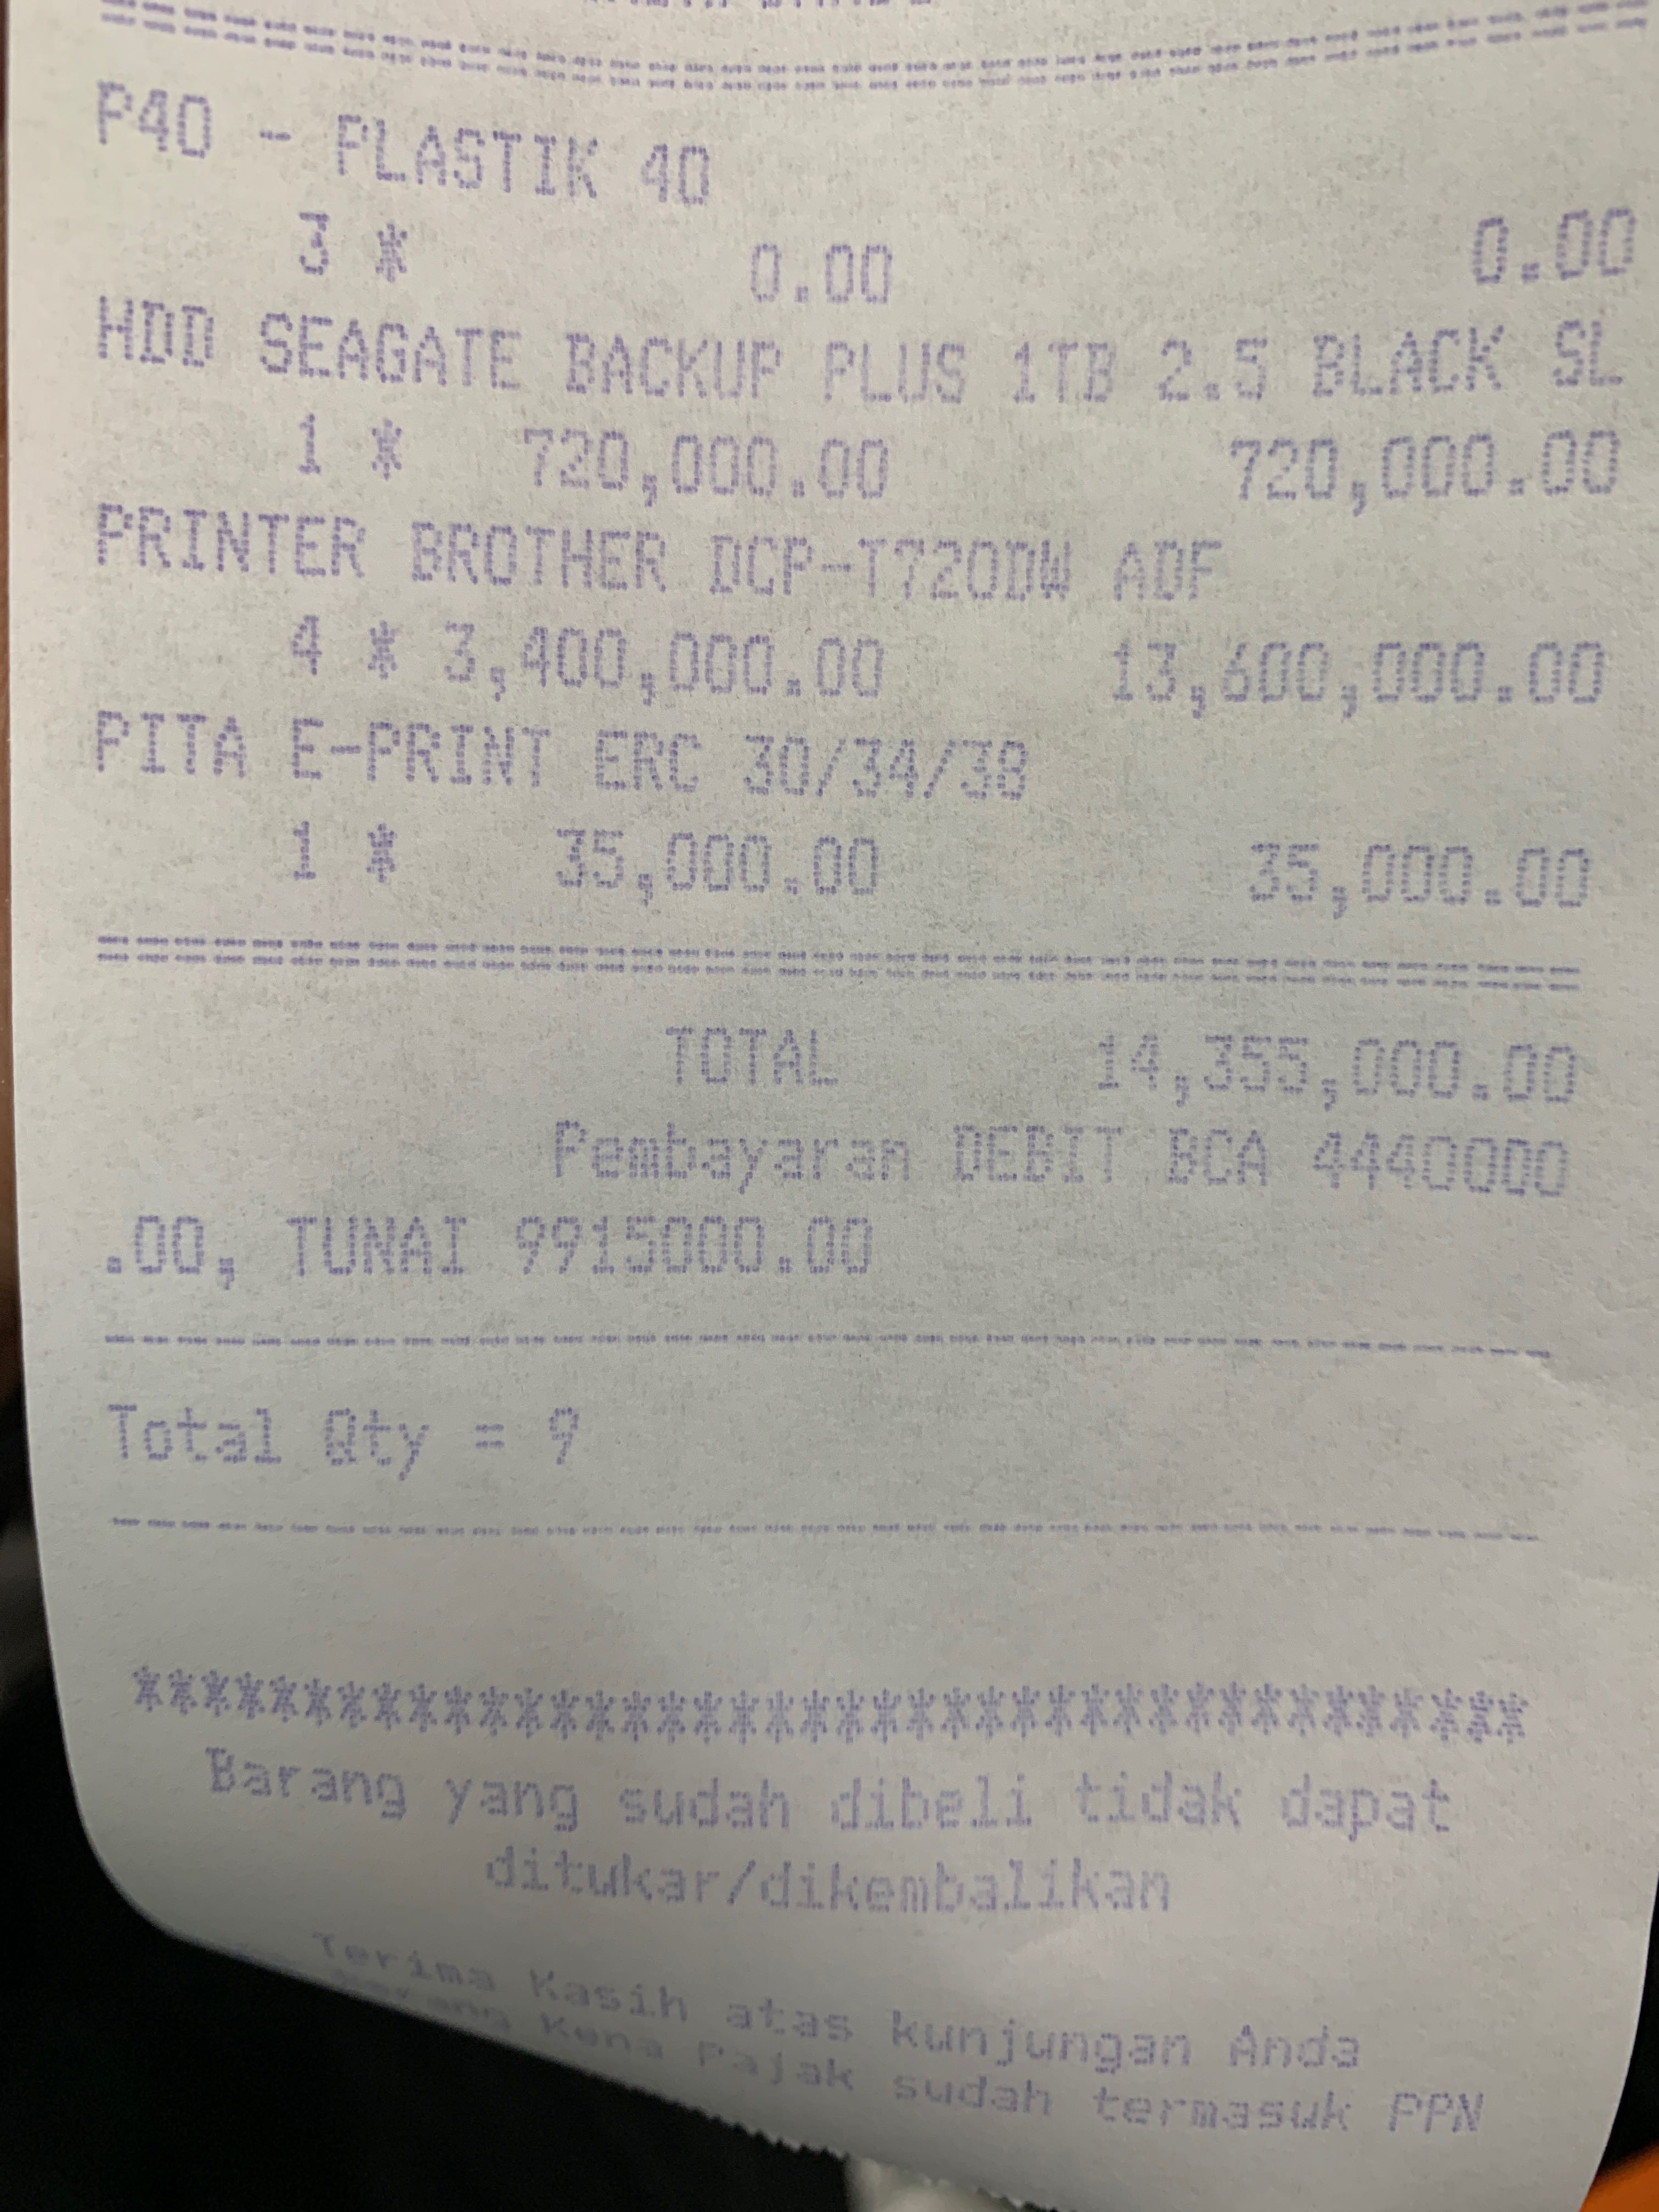 P40 - PLASTIK 40
3 * 0.00 0.00
HDD SEAGATE BACKUP PLUS 1TB 2.5 BLACK SL
1 * 720,000.00 720,000.00
PRINTER BROTHER DCP-T720DW ADF
4 * 3,400,000.00 13,600,000.00
PITA E-PRINT ERC 30/34/38
1 * 35,000.00 35,000.00
TOTAL 14,355,000.00
Pembayaran DEBIT BCA 4440000
.00, TUNAI 9915000.00
Total Qty = 9
****************************************
Barang yang sudah dibeli tidak dapat
ditukar/dikembalikan
Terima Kasih atas kunjungan Anda
Barang Kena Pajak sudah termasuk PPN